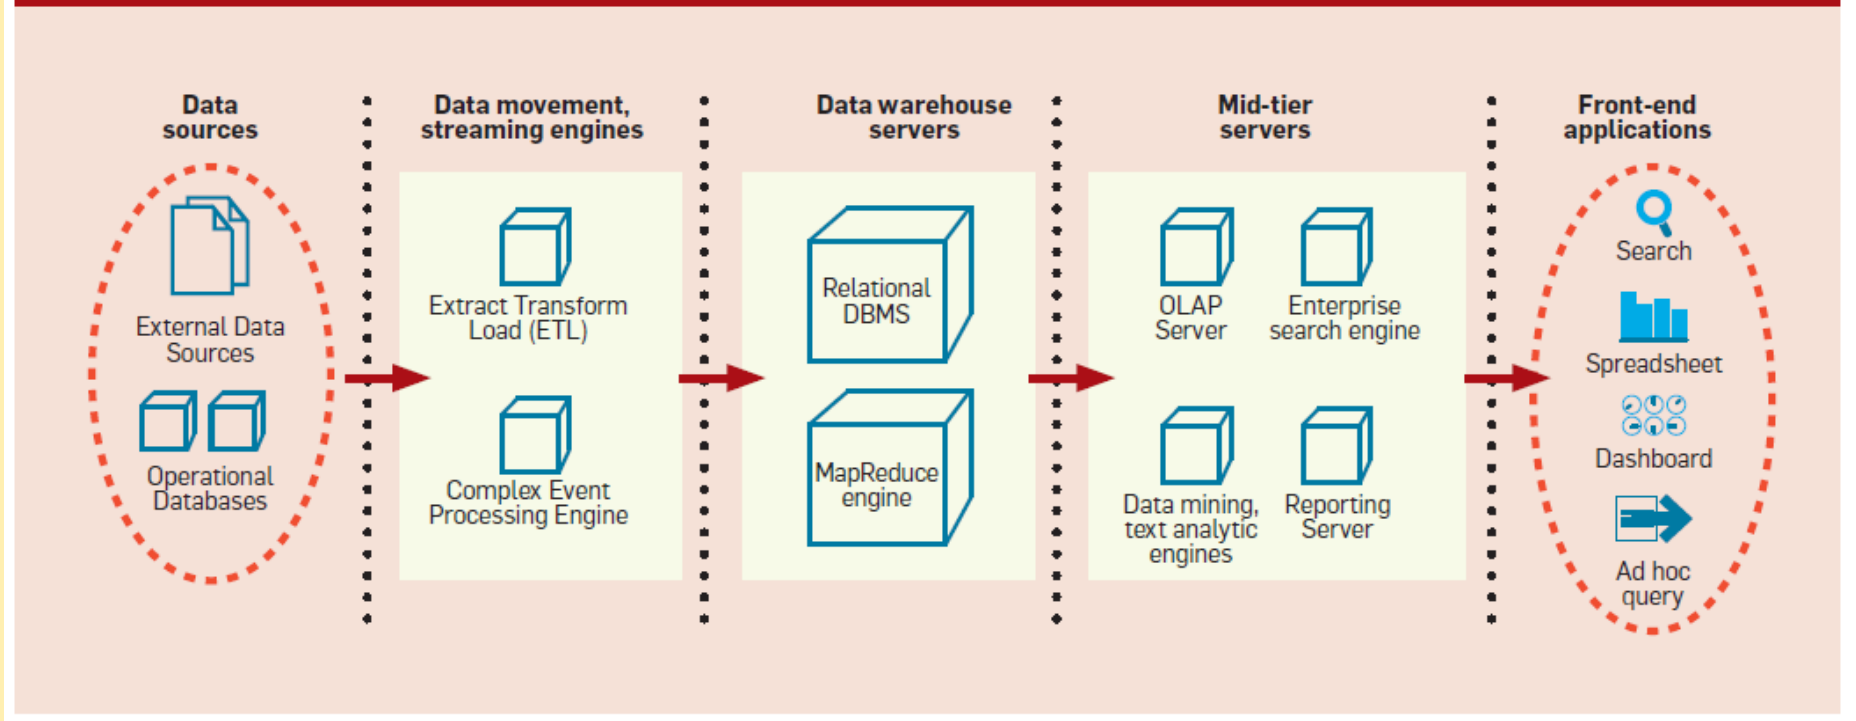 Data
sources
Data movement,
streaming engines
Data warehouse
servers
Mid-tier
servers
Front-end
applications
External Data
Sources
Operational
Databases
Extract Transform
Load (ETL)
Complex Event
Processing Engine
Relational
DBMS
MapReduce
engine
OLAP
Server
Enterprise
search engine
Data mining,
text analytic
engines
Reporting
Server
Search
Spreadsheet
Dashboard
Ad hoc
query